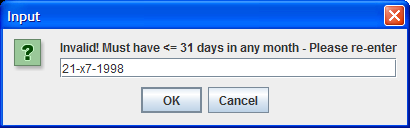 Input
Invalid! Must have <= 31 days in any month - Please re-enter
21-x7-1998
OK Cancel